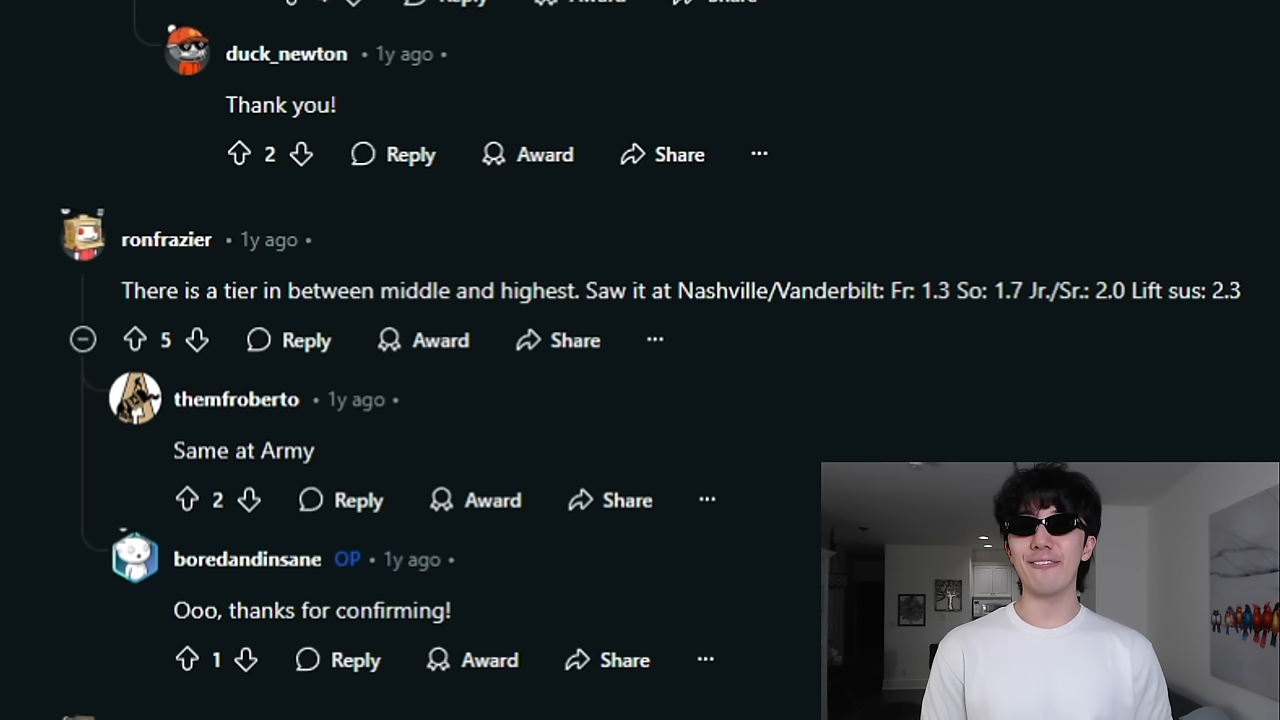 Reply Award Share
duck_newton • 1y ago •
Thank you!
2 Reply Award Share ...
ronfrazier • 1y ago •
There is a tier in between middle and highest. Saw it at Nashville/Vanderbilt: Fr: 1.3 So: 1.7 Jr./Sr.: 2.0 Lift sus: 2.3
5 Reply Award Share ...
themfroberto • 1y ago •
Same at Army
2 Reply Award Share ...
boredandinsane OP • 1y ago •
Ooo, thanks for confirming!
1 Reply Award Share ...